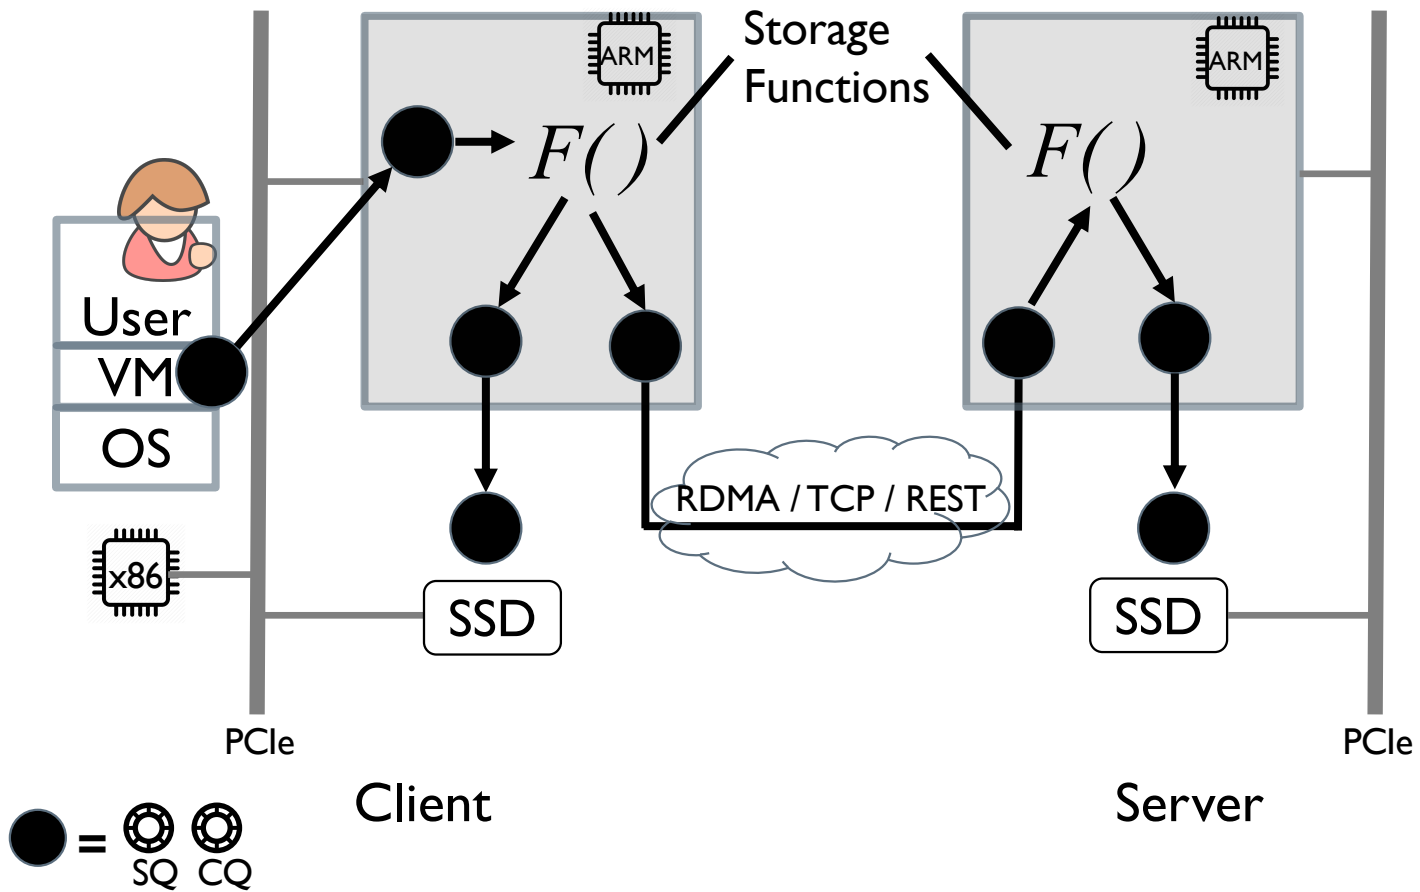 Storage
Functions
ARM
ARM
F()
F()
User
VM
OS
RDMA / TCP / REST
x86
SSD
SSD
PCIe
PCIe
Client
Server
=
SQ CQ